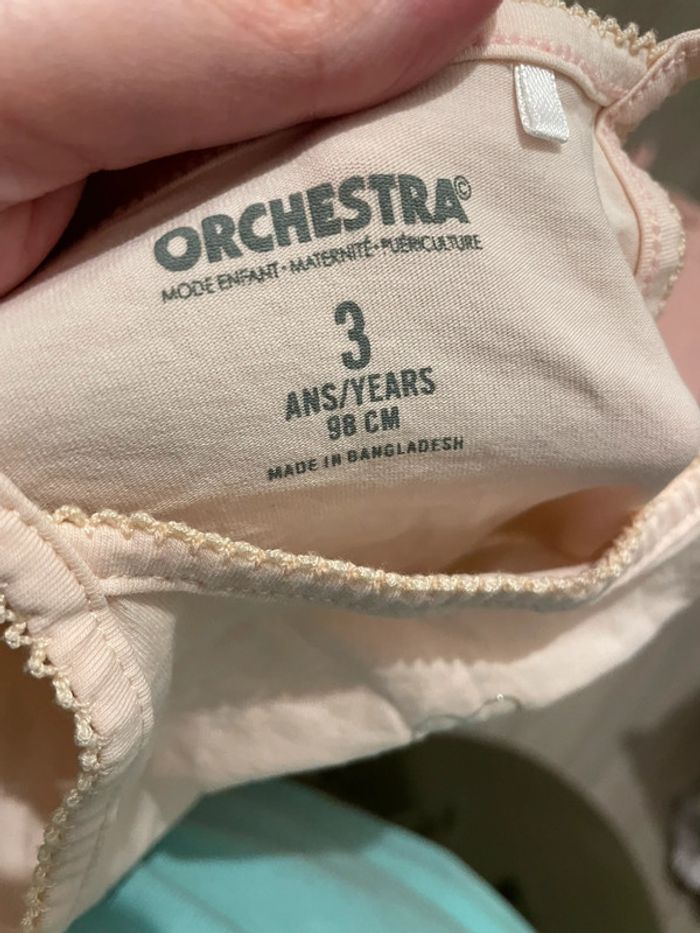 ORCHESTRA©
MODE ENFANT • MATERNITÉ • PUÉRICULTURE
3
ANS/YEARS
98 CM
MADE IN BANGLADESH